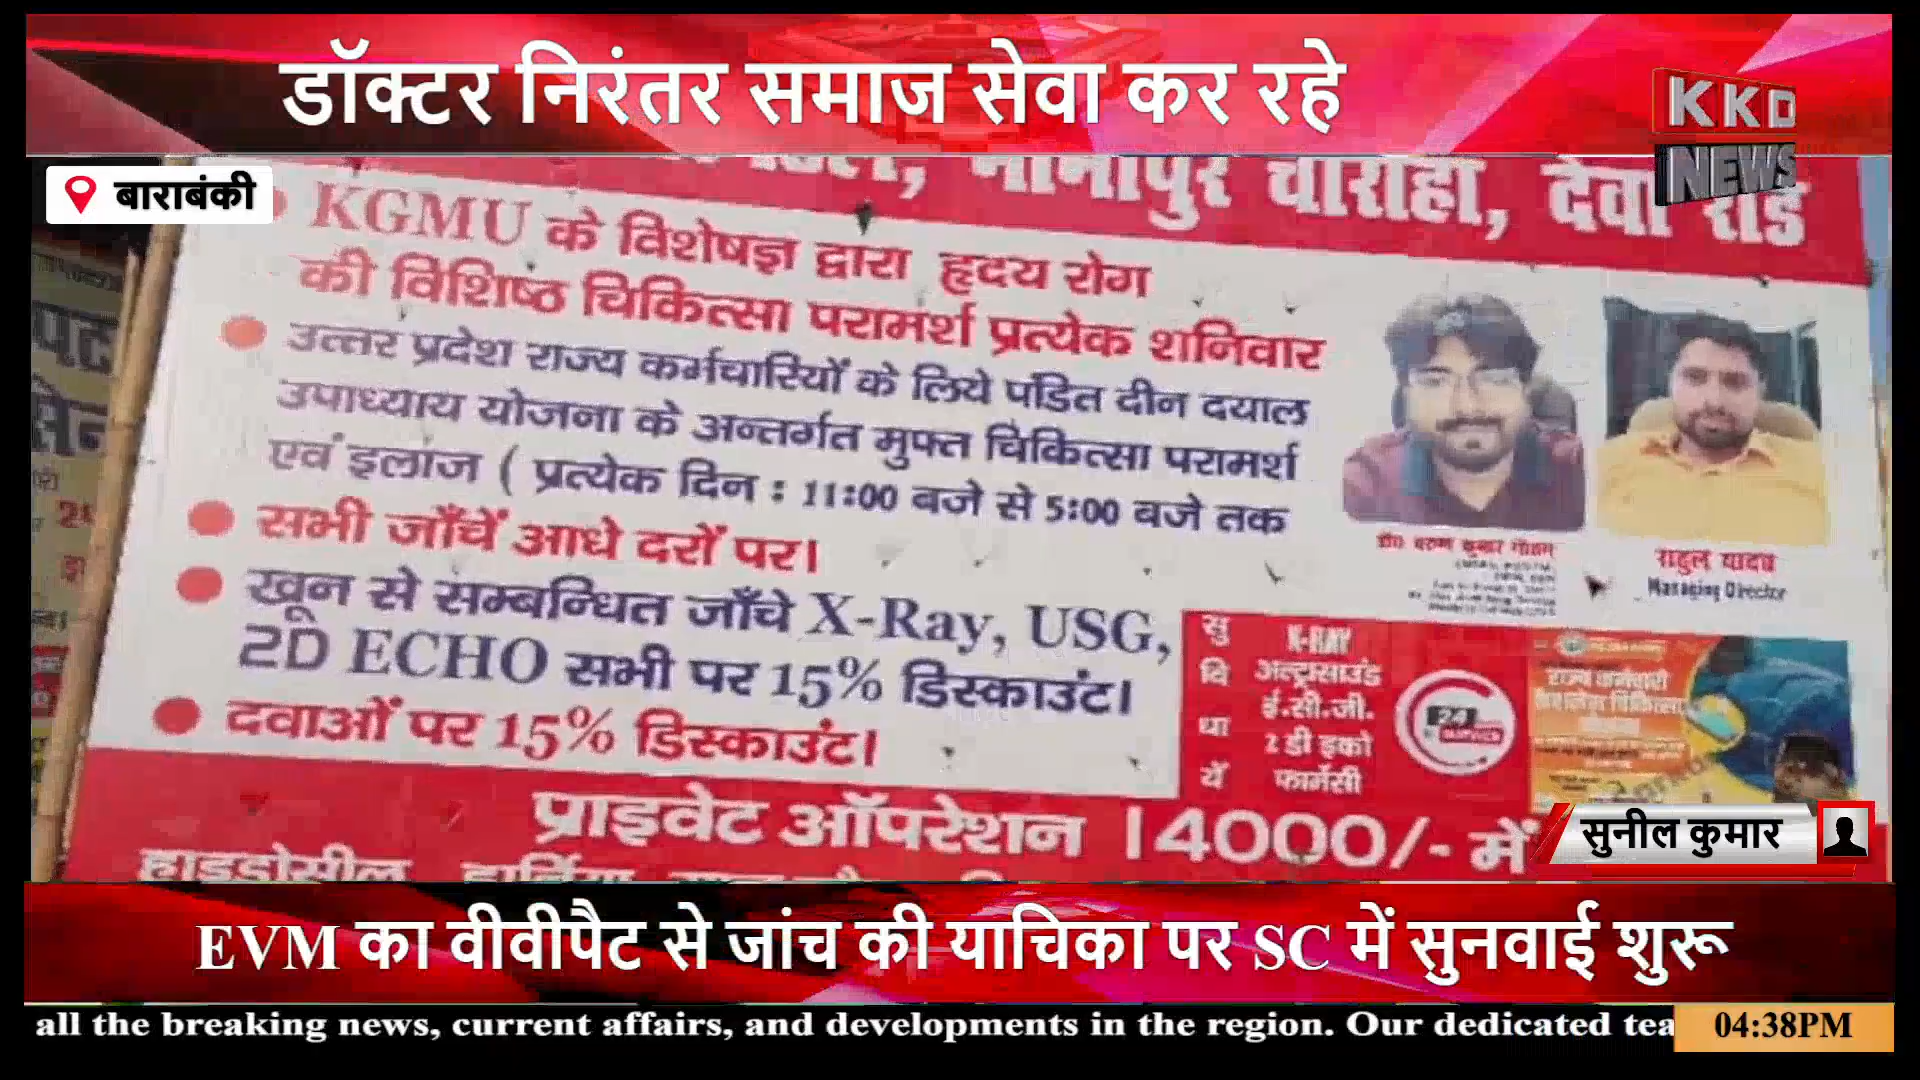 डॉक्टर निरंतर समाज सेवा कर रहे
KKD
NEWS
बाराबंकी
चौराहा, देवा रोड
KGMU के विशेषज्ञ द्वारा हृदय रोग
की विशिष्ठ चिकित्सा परामर्श प्रत्येक शनिवार
उत्तर प्रदेश राज्य कर्मचारियों के लिये पंडित दीन दयाल
उपाध्याय योजना के अन्तर्गत मुफ्त चिकित्सा परामर्श
एवं इलाज ( प्रत्येक दिन : 11:00 बजे से 5:00 बजे तक
सभी जाँचें आधे दरों पर।
खून से सम्बन्धित जाँचे X-Ray, USG,
2D ECHO सभी पर 15% डिस्काउंट।
दवाओं पर 15% डिस्काउंट।
राहुल यादव
Managing Director
सुविधायें
X-RAY
अल्ट्रासाउंड
ई.सी.जी.
2 डी इको
फार्मेसी
24
राज्य कर्मचारी
प्राइवेट ऑपरेशन 14000/- में
सुनील कुमार
EVM का वीवीपैट से जांच की याचिका पर SC में सुनवाई शुरू
all the breaking news, current affairs, and developments in the region. Our dedicated tea
04:38PM